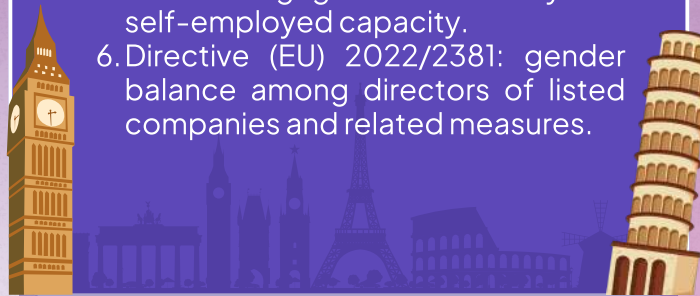 self-employed capacity.
6. Directive (EU) 2022/2381: gender
balance among directors of listed
companies and related measures.